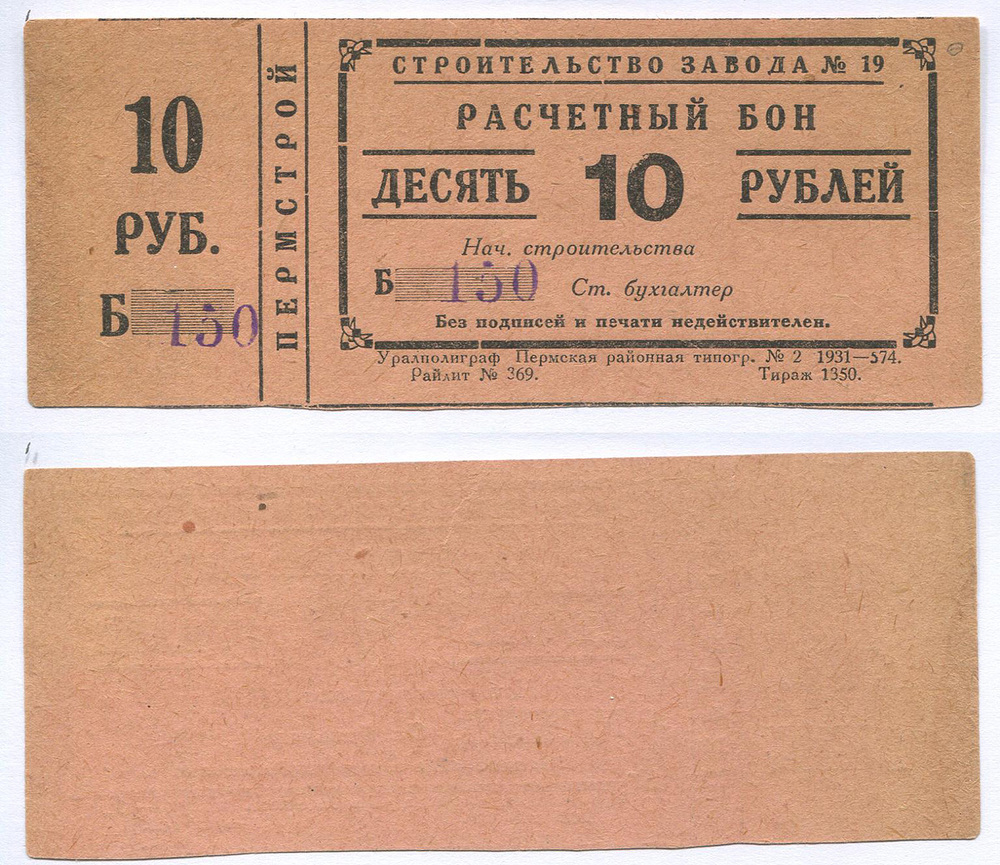 10
РУБ.
Б 150
ПЕРМСТРОЙ
СТРОИТЕЛЬСТВО ЗАВОДА № 19
РАСЧЕТНЫЙ БОН
ДЕСЯТЬ 10 РУБЛЕЙ
Нач. строительства
Б 150 Ст. бухгалтер
Без подписей и печати недействителен.
Уралполиграф Пермская районная типогр. № 2 1931—574.
Райлит № 369. Тираж 1350.